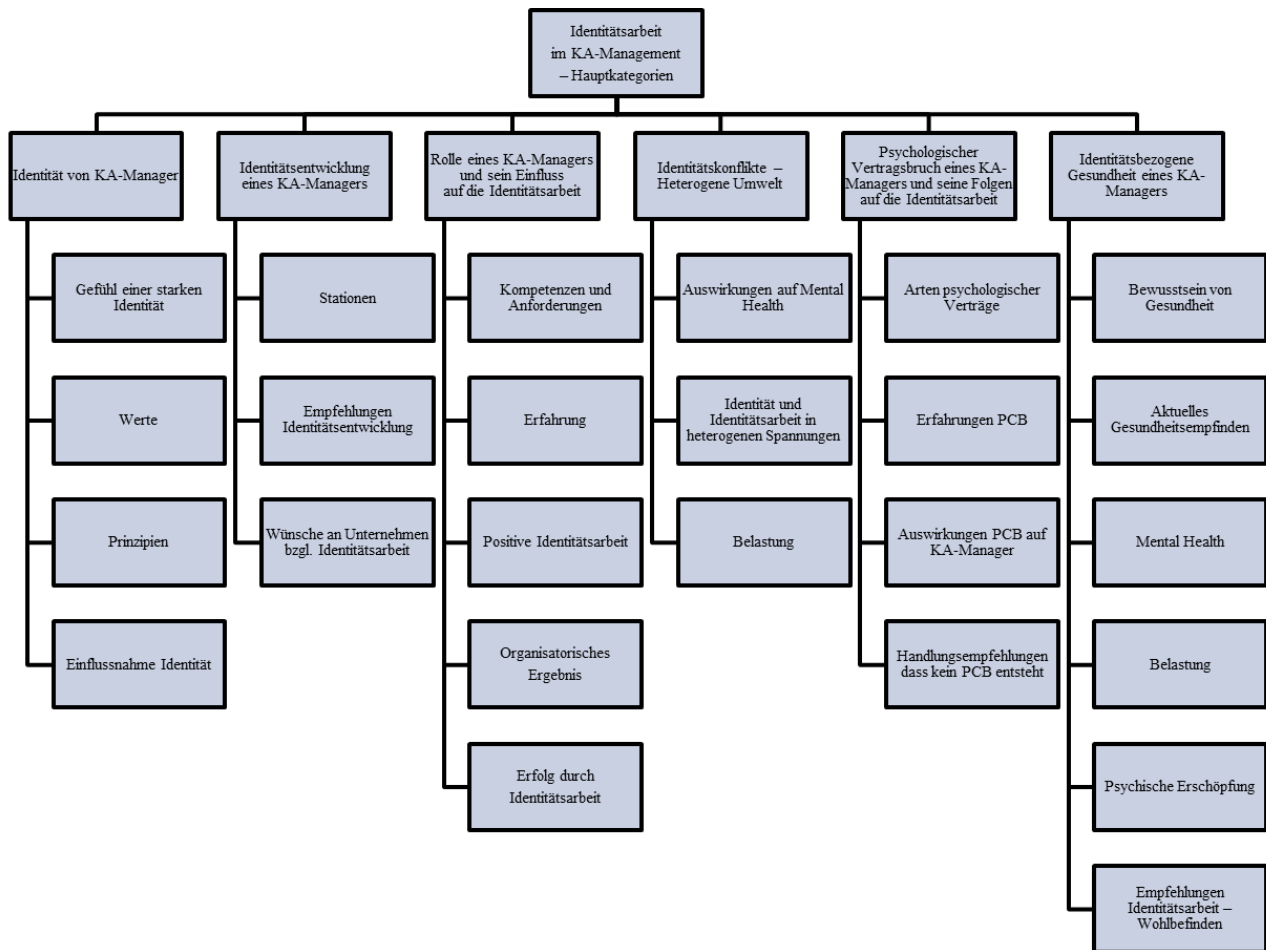 Identitätsarbeit
im KA-Management
– Hauptkategorien
Identität von KA-Manager
Identitätsentwicklung
eines KA-Managers
Rolle eines KA-Managers
und sein Einfluss
auf die Identitätsarbeit
Identitätskonflikte –
Heterogene Umwelt
Psychologischer
Vertragsbruch eines KA-
Managers und seine Folgen
auf die Identitätsarbeit
Identitätsbezogene
Gesundheit eines KA-
Managers
Gefühl einer starken
Identität
Werte
Prinzipien
Einflussnahme Identität
Stationen
Empfehlungen
Identitätsentwicklung
Wünsche an Unternehmen
bzgl. Identitätsarbeit
Kompetenzen und
Anforderungen
Erfahrung
Positive Identitätsarbeit
Organisatorisches
Ergebnis
Erfolg durch
Identitätsarbeit
Auswirkungen auf Mental
Health
Identität und
Identitätsarbeit in
heterogenen Spannungen
Belastung
Arten psychologischer
Verträge
Erfahrungen PCB
Auswirkungen PCB auf
KA-Manager
Handlungsempfehlungen
dass kein PCB entsteht
Bewusstsein von
Gesundheit
Aktuelles
Gesundheitsempfinden
Mental Health
Belastung
Psychische Erschöpfung
Empfehlungen
Identitätsarbeit –
Wohlbefinden